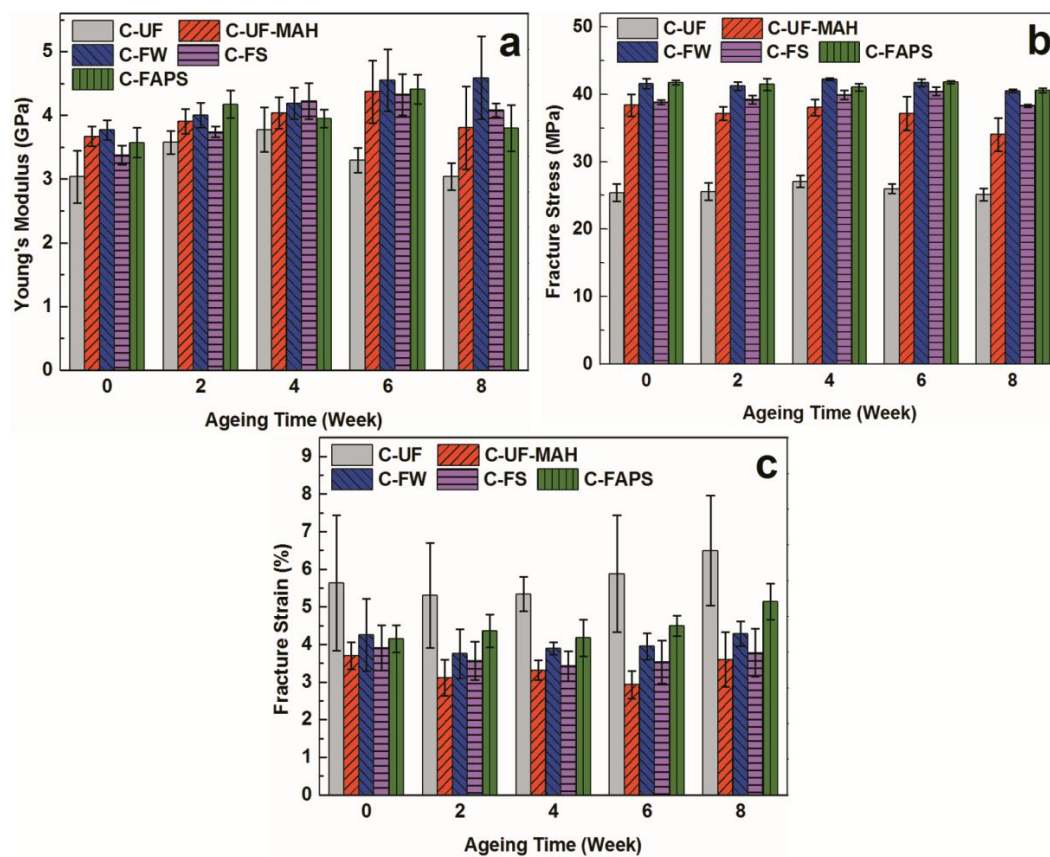 C-UF C-UF-MAH
C-FW C-FS
C-FAPS
a
5
4
3
2
1
0
Young's Modulus (GPa)
0 2 4 6 8
Ageing Time (Week)
C-UF C-UF-MAH
C-FW C-FS C-FAPS
b
50
40
30
20
10
0
Fracture Stress (MPa)
0 2 4 6 8
Ageing Time (Week)
C-UF C-UF-MAH
C-FW C-FS C-FAPS
c
9
8
7
6
5
4
3
2
1
0
Fracture Strain (%)
0 2 4 6 8
Ageing Time (Week)